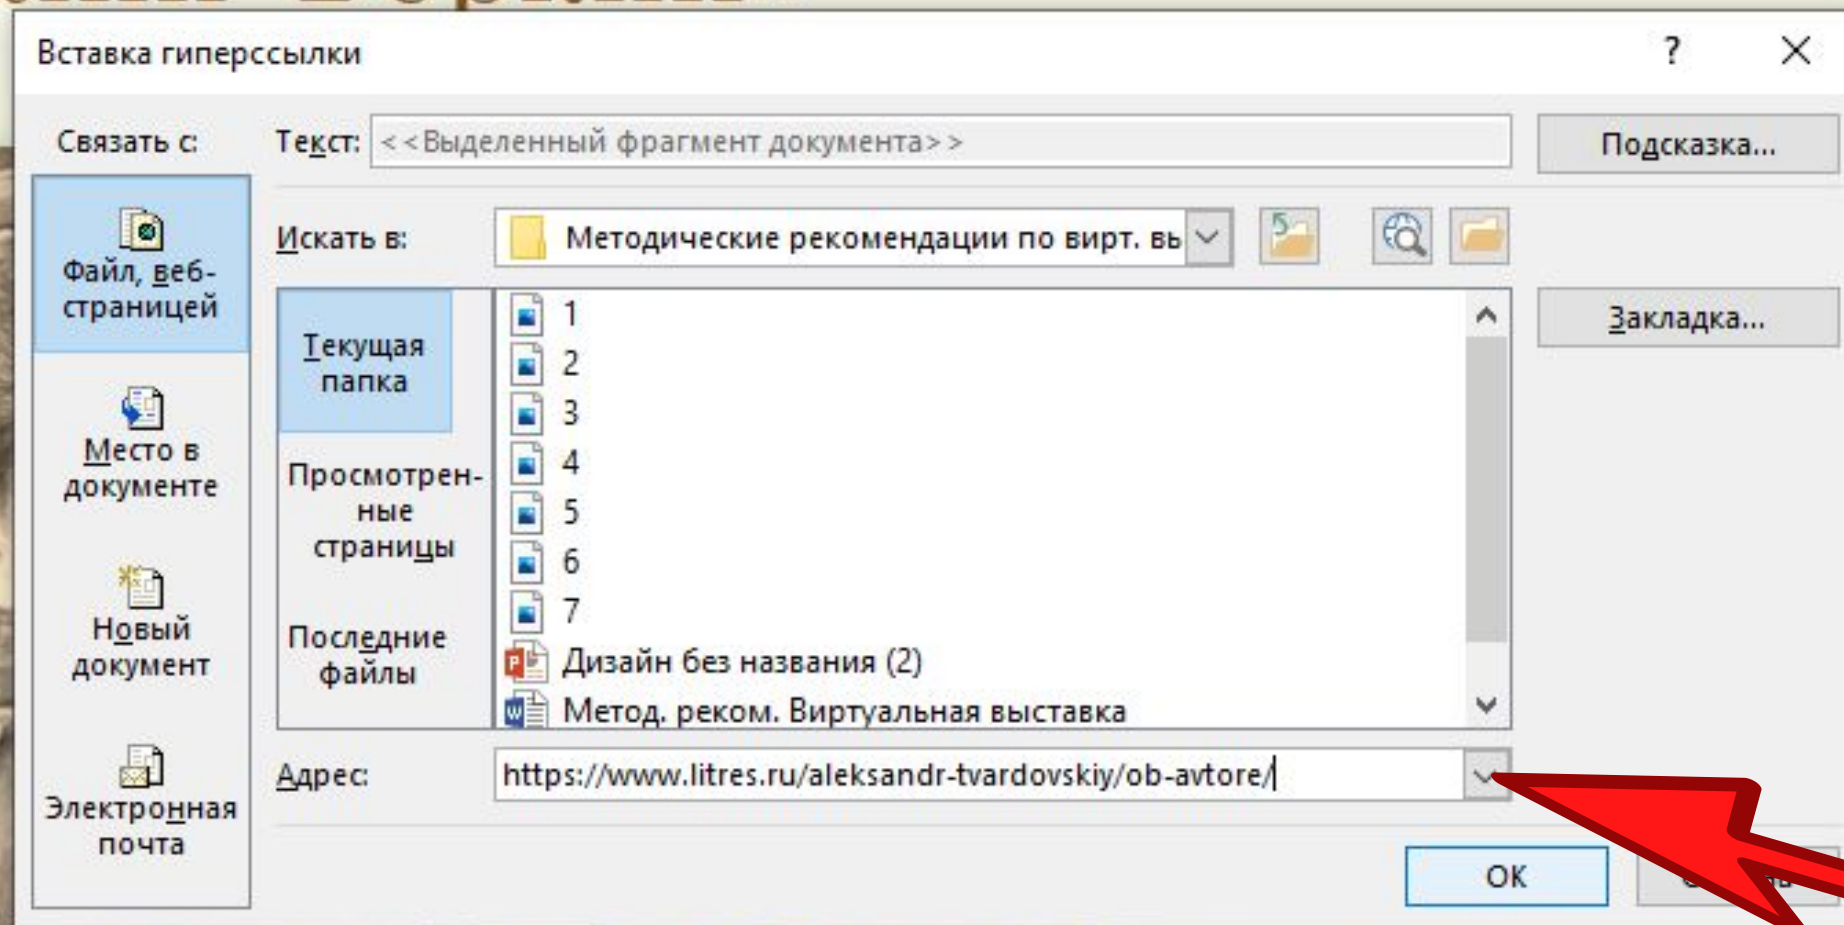 Вставка гиперссылки
?
Связать с:
Текст: <<Выделенный фрагмент документа>>
Подсказка...
Файл, веб-
страницей
Искать в:
Методические рекомендации по вирт. вы
Текущая
папка
1
2
3
4
5
6
7
Дизайн без названия (2)
Метод. реком. Виртуальная выставка
Закладка...
Место в
документе
Просмотрен-
ные
страницы
Новый
документ
Последние
файлы
Электронная
почта
Адрес:
https://www.litres.ru/aleksandr-tvardovskiy/ob-avtore/
ОК